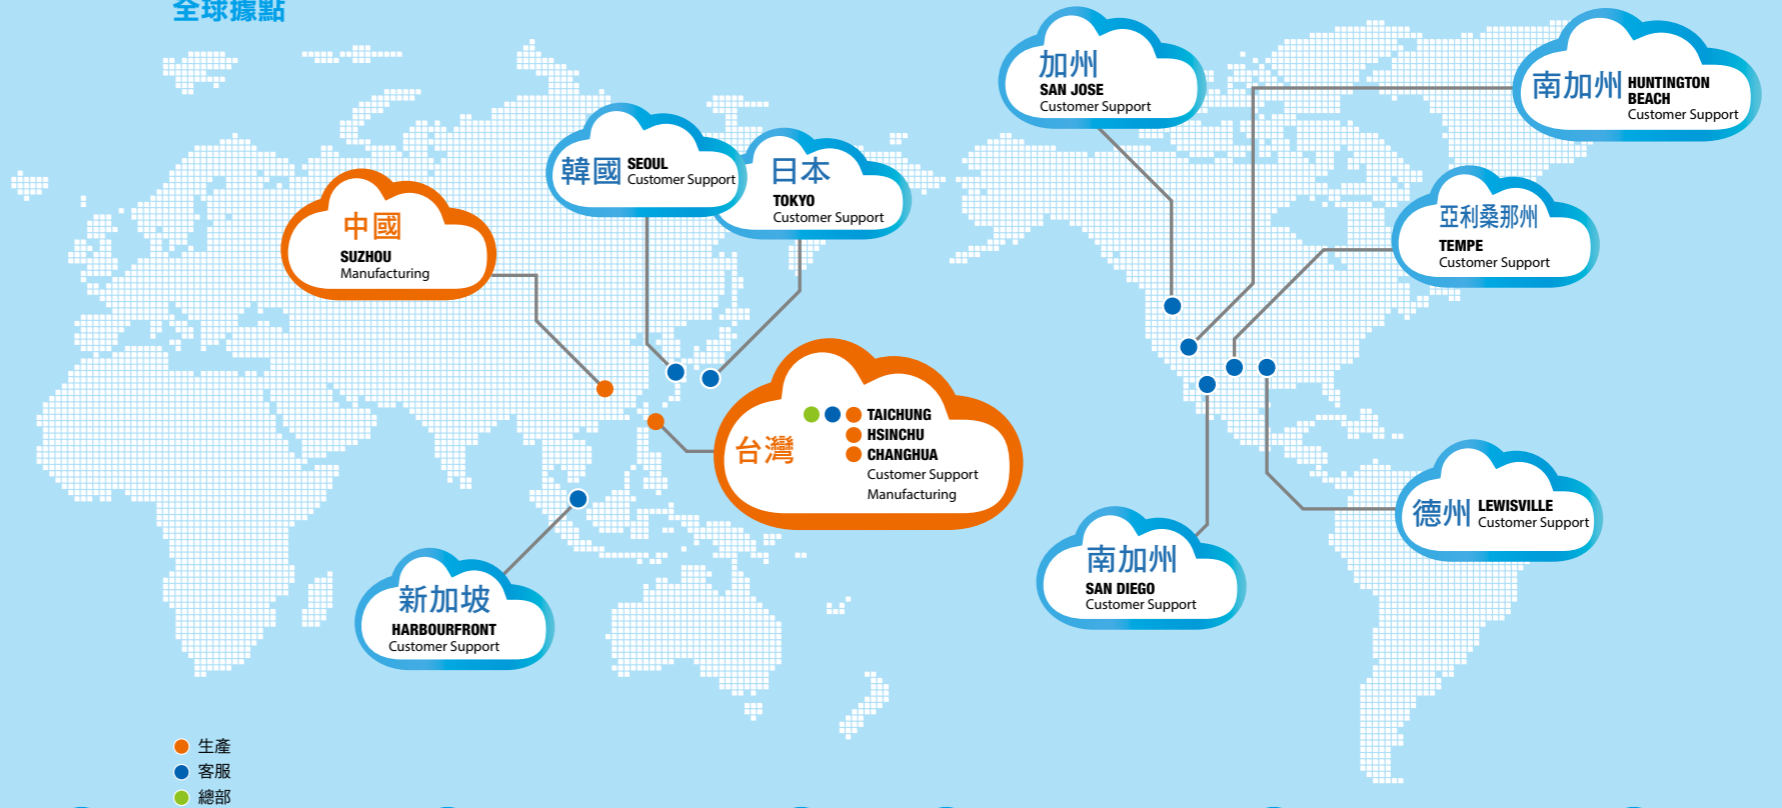 全球據點
加州
SAN JOSE
Customer Support
南加州
HUNTINGTON
BEACH
Customer Support
韓國
SEOUL
Customer Support
日本
TOKYO
Customer Support
中國
SUZHOU
Manufacturing
亞利桑那州
TEMPE
Customer Support
台灣
TAICHUNG
HSINCHU
CHANGHUA
Customer Support
Manufacturing
德州
LEWISVILLE
Customer Support
南加州
SAN DIEGO
Customer Support
新加坡
HARBOURFRONT
Customer Support
生產
客服
總部